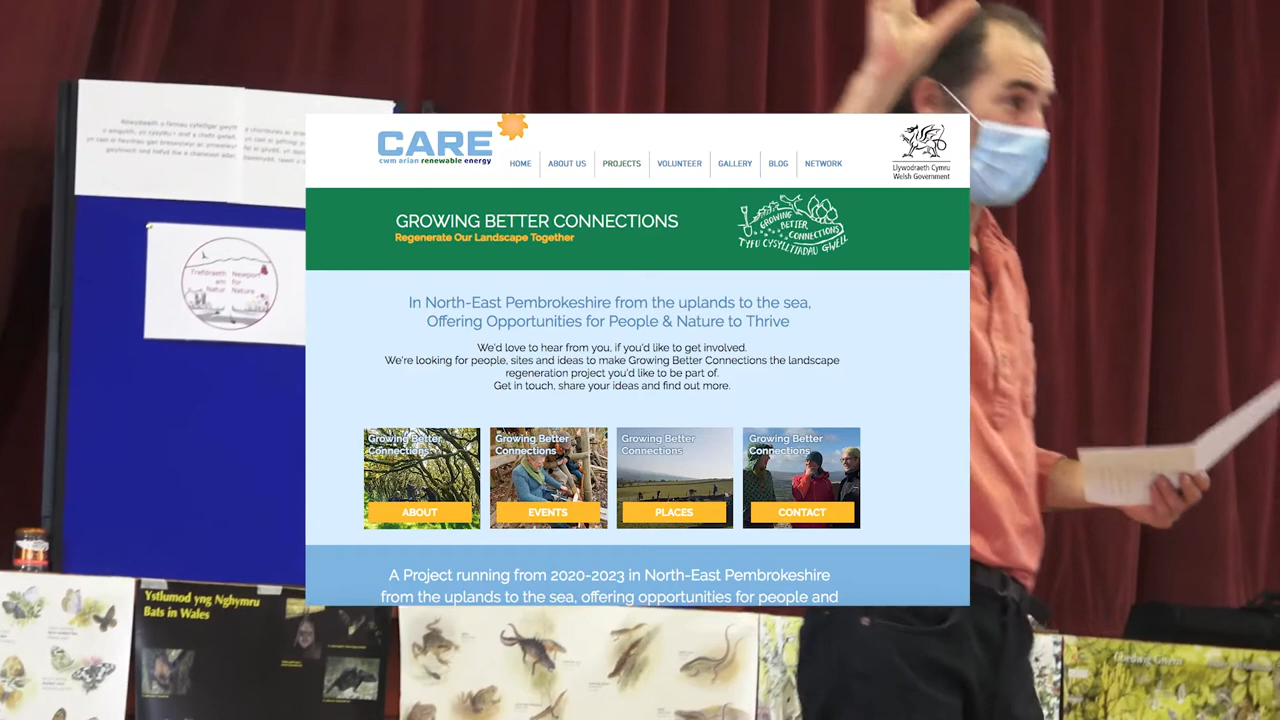 CARE
cwm arian renewable energy
HOME
ABOUT US
PROJECTS
VOLUNTEER
GALLERY
BLOG
NETWORK
Llywodraeth Cymru
Welsh Government
GROWING BETTER CONNECTIONS
Regenerate Our Landscape Together
GROWING
BETTER
CONNECTIONS
TYFU CYSYLLTIADAU GWELL
Trefdraeth Newport
am for
Natur Nature
In North-East Pembrokeshire from the uplands to the sea,
Offering Opportunities for People & Nature to Thrive
We'd love to hear from you, if you'd like to get involved.
We're looking for people, sites and ideas to make Growing Better Connections the landscape
regeneration project you'd like to be part of.
Get in touch, share your ideas and find out more.
Growing Better
Connections
ABOUT
Growing Better
Connections
EVENTS
Growing Better
Connections
PLACES
Growing Better
Connections
CONTACT
A Project running from 2020-2023 in North-East Pembrokeshire
from the uplands to the sea, offering opportunities for people and
Ystlumod yng Nghymru
Bats in Wales